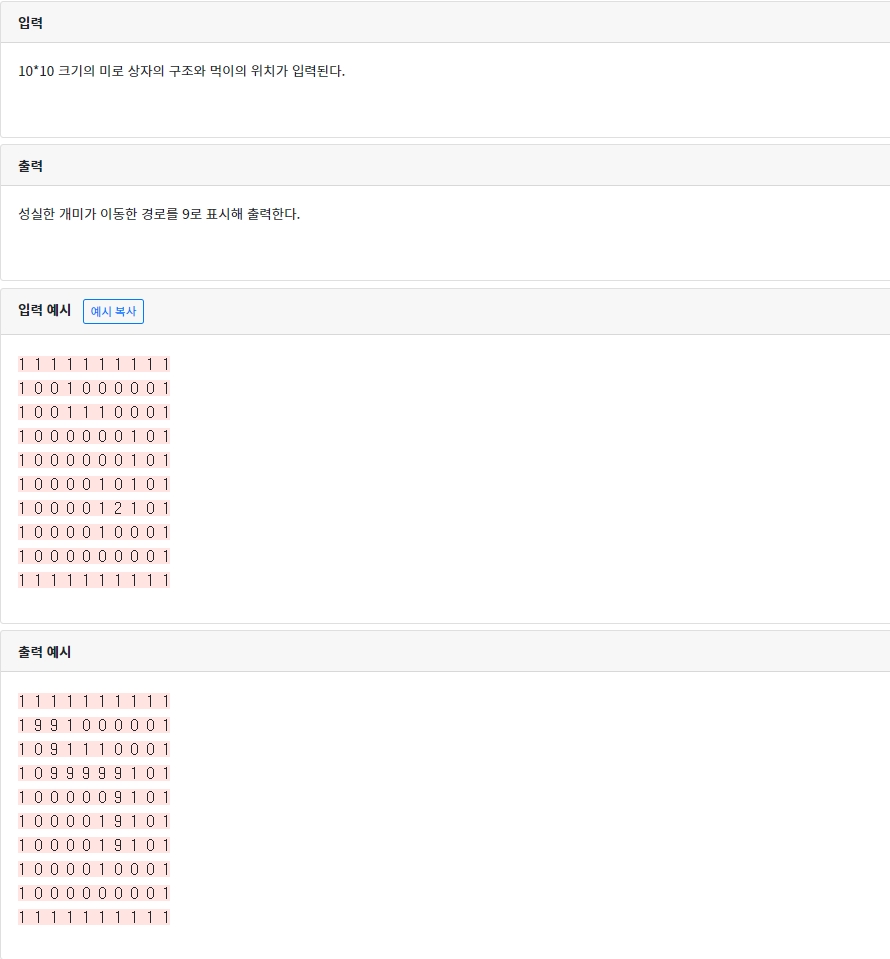 입력
10*10 크기의 미로 상자의 구조와 먹이의 위치가 입력된다.
출력
성실한 개미가 이동한 경로를 9로 표시해 출력한다.
입력 예시 예시 복사
1 1 1 1 1 1 1 1 1 1
1 0 0 1 0 0 0 0 0 1
1 0 0 1 1 1 0 0 0 1
1 0 0 0 0 0 0 1 0 1
1 0 0 0 0 0 0 1 0 1
1 0 0 0 0 1 0 1 0 1
1 0 0 0 0 1 2 1 0 1
1 0 0 0 0 1 0 0 0 1
1 0 0 0 0 0 0 0 0 1
1 1 1 1 1 1 1 1 1 1
출력 예시
1 1 1 1 1 1 1 1 1 1
1 9 9 1 0 0 0 0 0 1
1 0 9 1 1 1 0 0 0 1
1 0 9 9 9 9 9 1 0 1
1 0 0 0 0 0 9 1 0 1
1 0 0 0 0 1 9 1 0 1
1 0 0 0 0 1 9 1 0 1
1 0 0 0 0 1 0 0 0 1
1 0 0 0 0 0 0 0 0 1
1 1 1 1 1 1 1 1 1 1